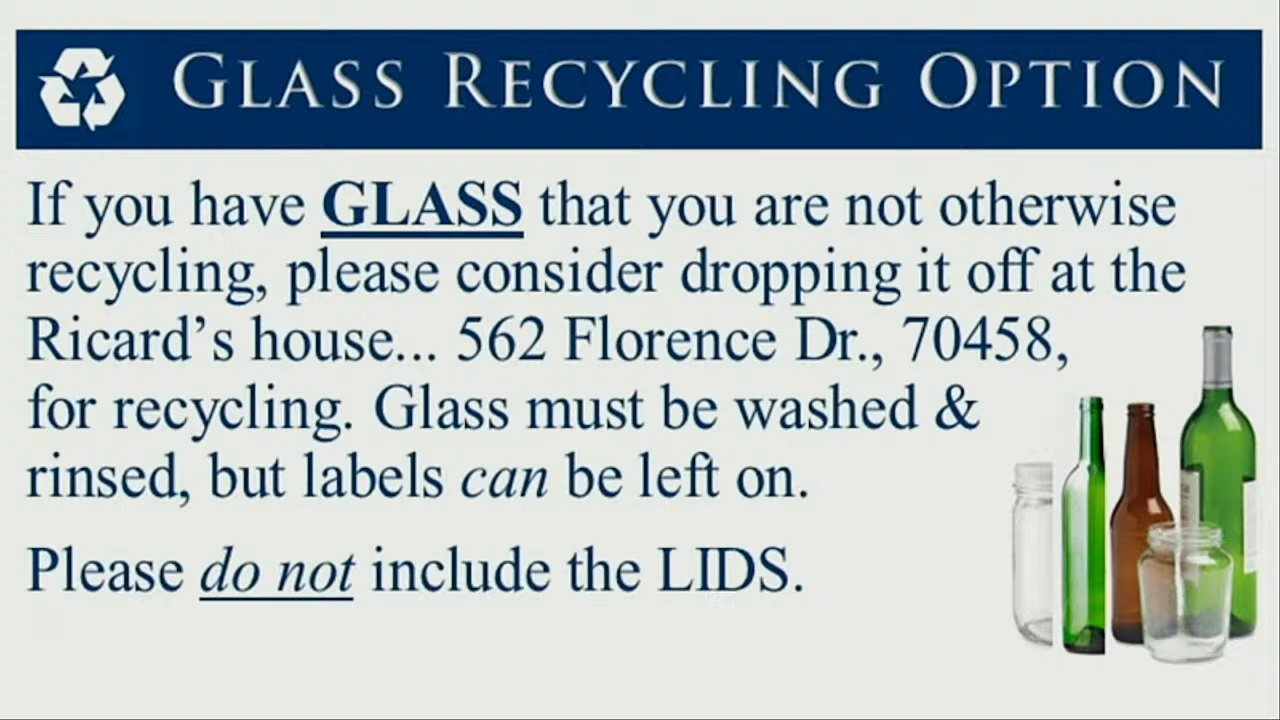 GLASS RECYCLING OPTION
If you have GLASS that you are not otherwise
recycling, please consider dropping it off at the
Ricard’s house... 562 Florence Dr., 70458,
for recycling. Glass must be washed &
rinsed, but labels can be left on.
Please do not include the LIDS.